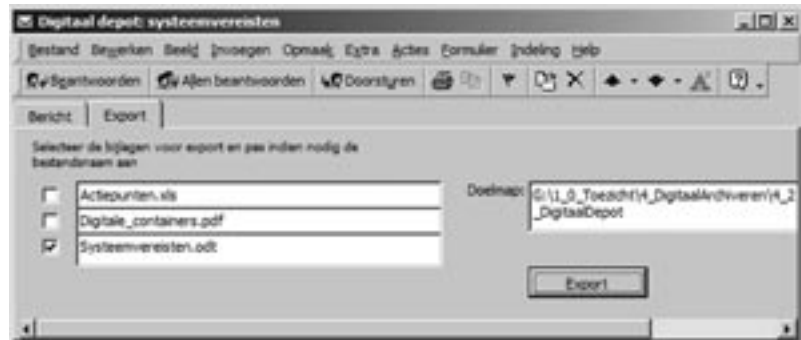 Digitaal depot: systeemvereisten
Bestand Bewerken Beeld Invoegen Opmaak Extra Acties Formulier Indeling Help
Beantwoorden Allen beantwoorden Doorsturen
Bericht Export
Selecteer de bijlagen voor export en pas indien nodig de
bestandsnaam aan
Actiepunten.xls
Digitale_containers.pdf
Systeemvereisten.odt
Doelmap:
G:\1_0_Toezicht\4_DigitaalArchiveren\4_2
_DigitaalDepot
Export